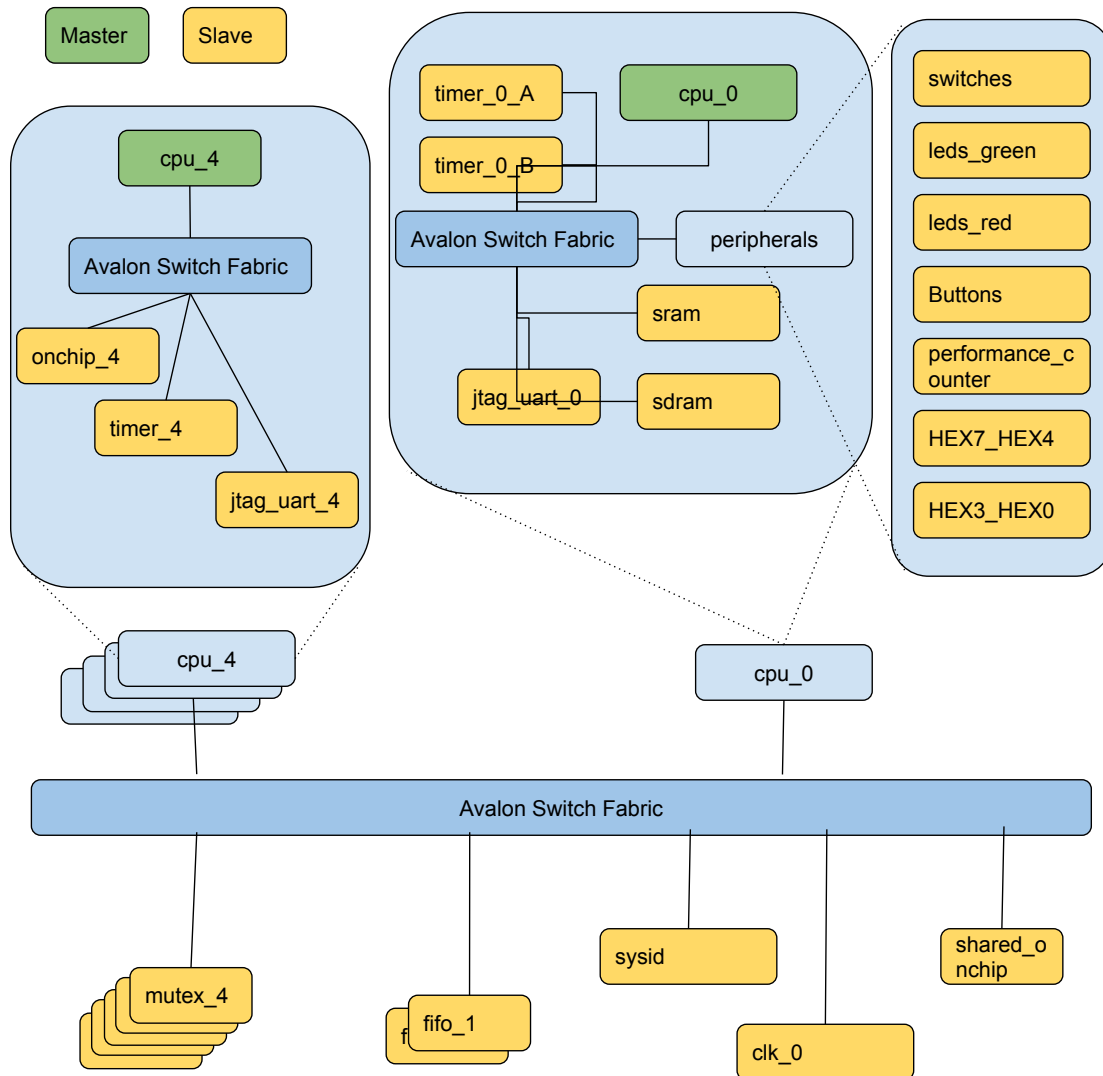 Master
Slave
cpu_4
Avalon Switch Fabric
onchip_4
timer_4
jtag_uart_4
timer_0_A
cpu_0
timer_0_B
Avalon Switch Fabric
peripherals
sram
jtag_uart_0
sdram
switches
leds_green
leds_red
Buttons
performance_c
ounter
HEX7_HEX4
HEX3_HEX0
cpu_4
cpu_0
Avalon Switch Fabric
mutex_4
fifo_1
sysid
clk_0
shared_o
nchip